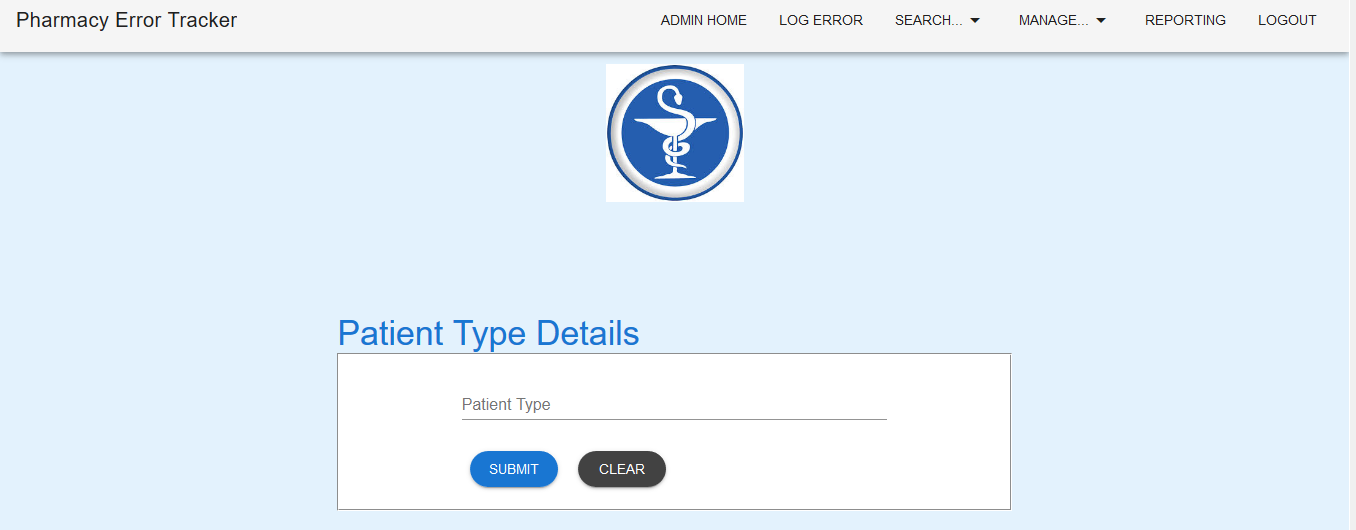 Pharmacy Error Tracker
ADMIN HOME LOG ERROR SEARCH... MANAGE... REPORTING LOGOUT
Patient Type Details
Patient Type
SUBMIT CLEAR